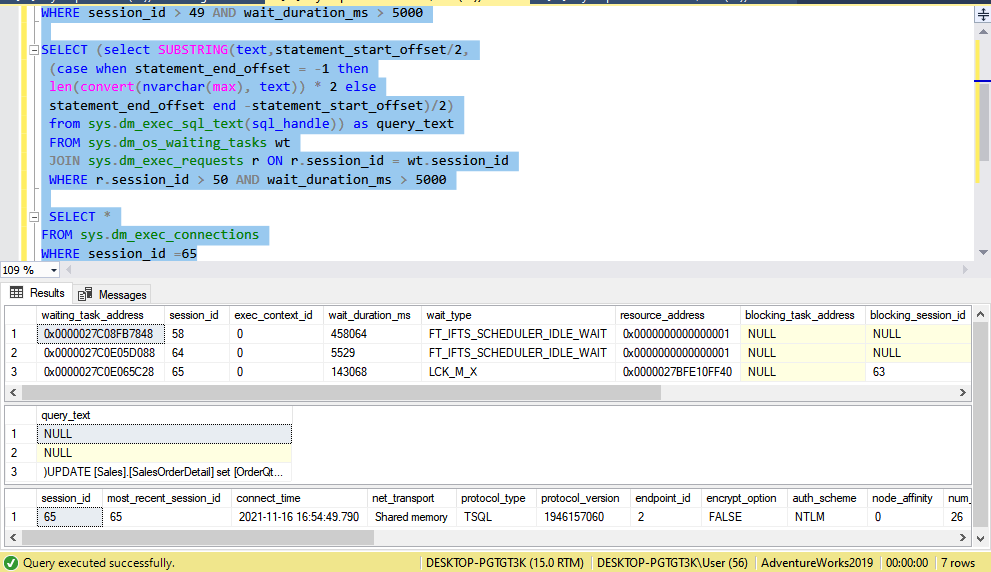 WHERE session_id > 49 AND wait_duration_ms > 5000
SELECT (select SUBSTRING(text,statement_start_offset/2,
(case when statement_end_offset = -1 then
len(convert(nvarchar(max), text)) * 2 else
statement_end_offset end -statement_start_offset)/2)
from sys.dm_exec_sql_text(sql_handle)) as query_text
FROM sys.dm_os_waiting_tasks wt
JOIN sys.dm_exec_requests r ON r.session_id = wt.session_id
WHERE r.session_id > 50 AND wait_duration_ms > 5000
SELECT *
FROM sys.dm_exec_connections
WHERE session_id =65
109 %
Results Messages
waiting_task_address session_id exec_context_id wait_duration_ms wait_type resource_address blocking_task_address blocking_session_id
1 0x0000027C08FB7848 58 0 458064 FT_IFTS_SCHEDULER_IDLE_WAIT 0x0000000000000001 NULL NULL
2 0x0000027C0E05D088 64 0 5529 FT_IFTS_SCHEDULER_IDLE_WAIT 0x0000000000000001 NULL NULL
3 0x0000027C0E065C28 65 0 143068 LCK_M_X 0x0000027BFE10FF40 NULL 63
query_text
1 NULL
2 NULL
3 )UPDATE [Sales].[SalesOrderDetail] set [OrderQt...
session_id most_recent_session_id connect_time net_transport protocol_type protocol_version endpoint_id encrypt_option auth_scheme node_affinity num_
1 65 65 2021-11-16 16:54:49.790 Shared memory TSQL 1946157060 2 FALSE NTLM 0 26
Query executed successfully. DESKTOP-PGTGT3K (15.0 RTM) DESKTOP-PGTGT3K\User (56) AdventureWorks2019 00:00:00 7 rows